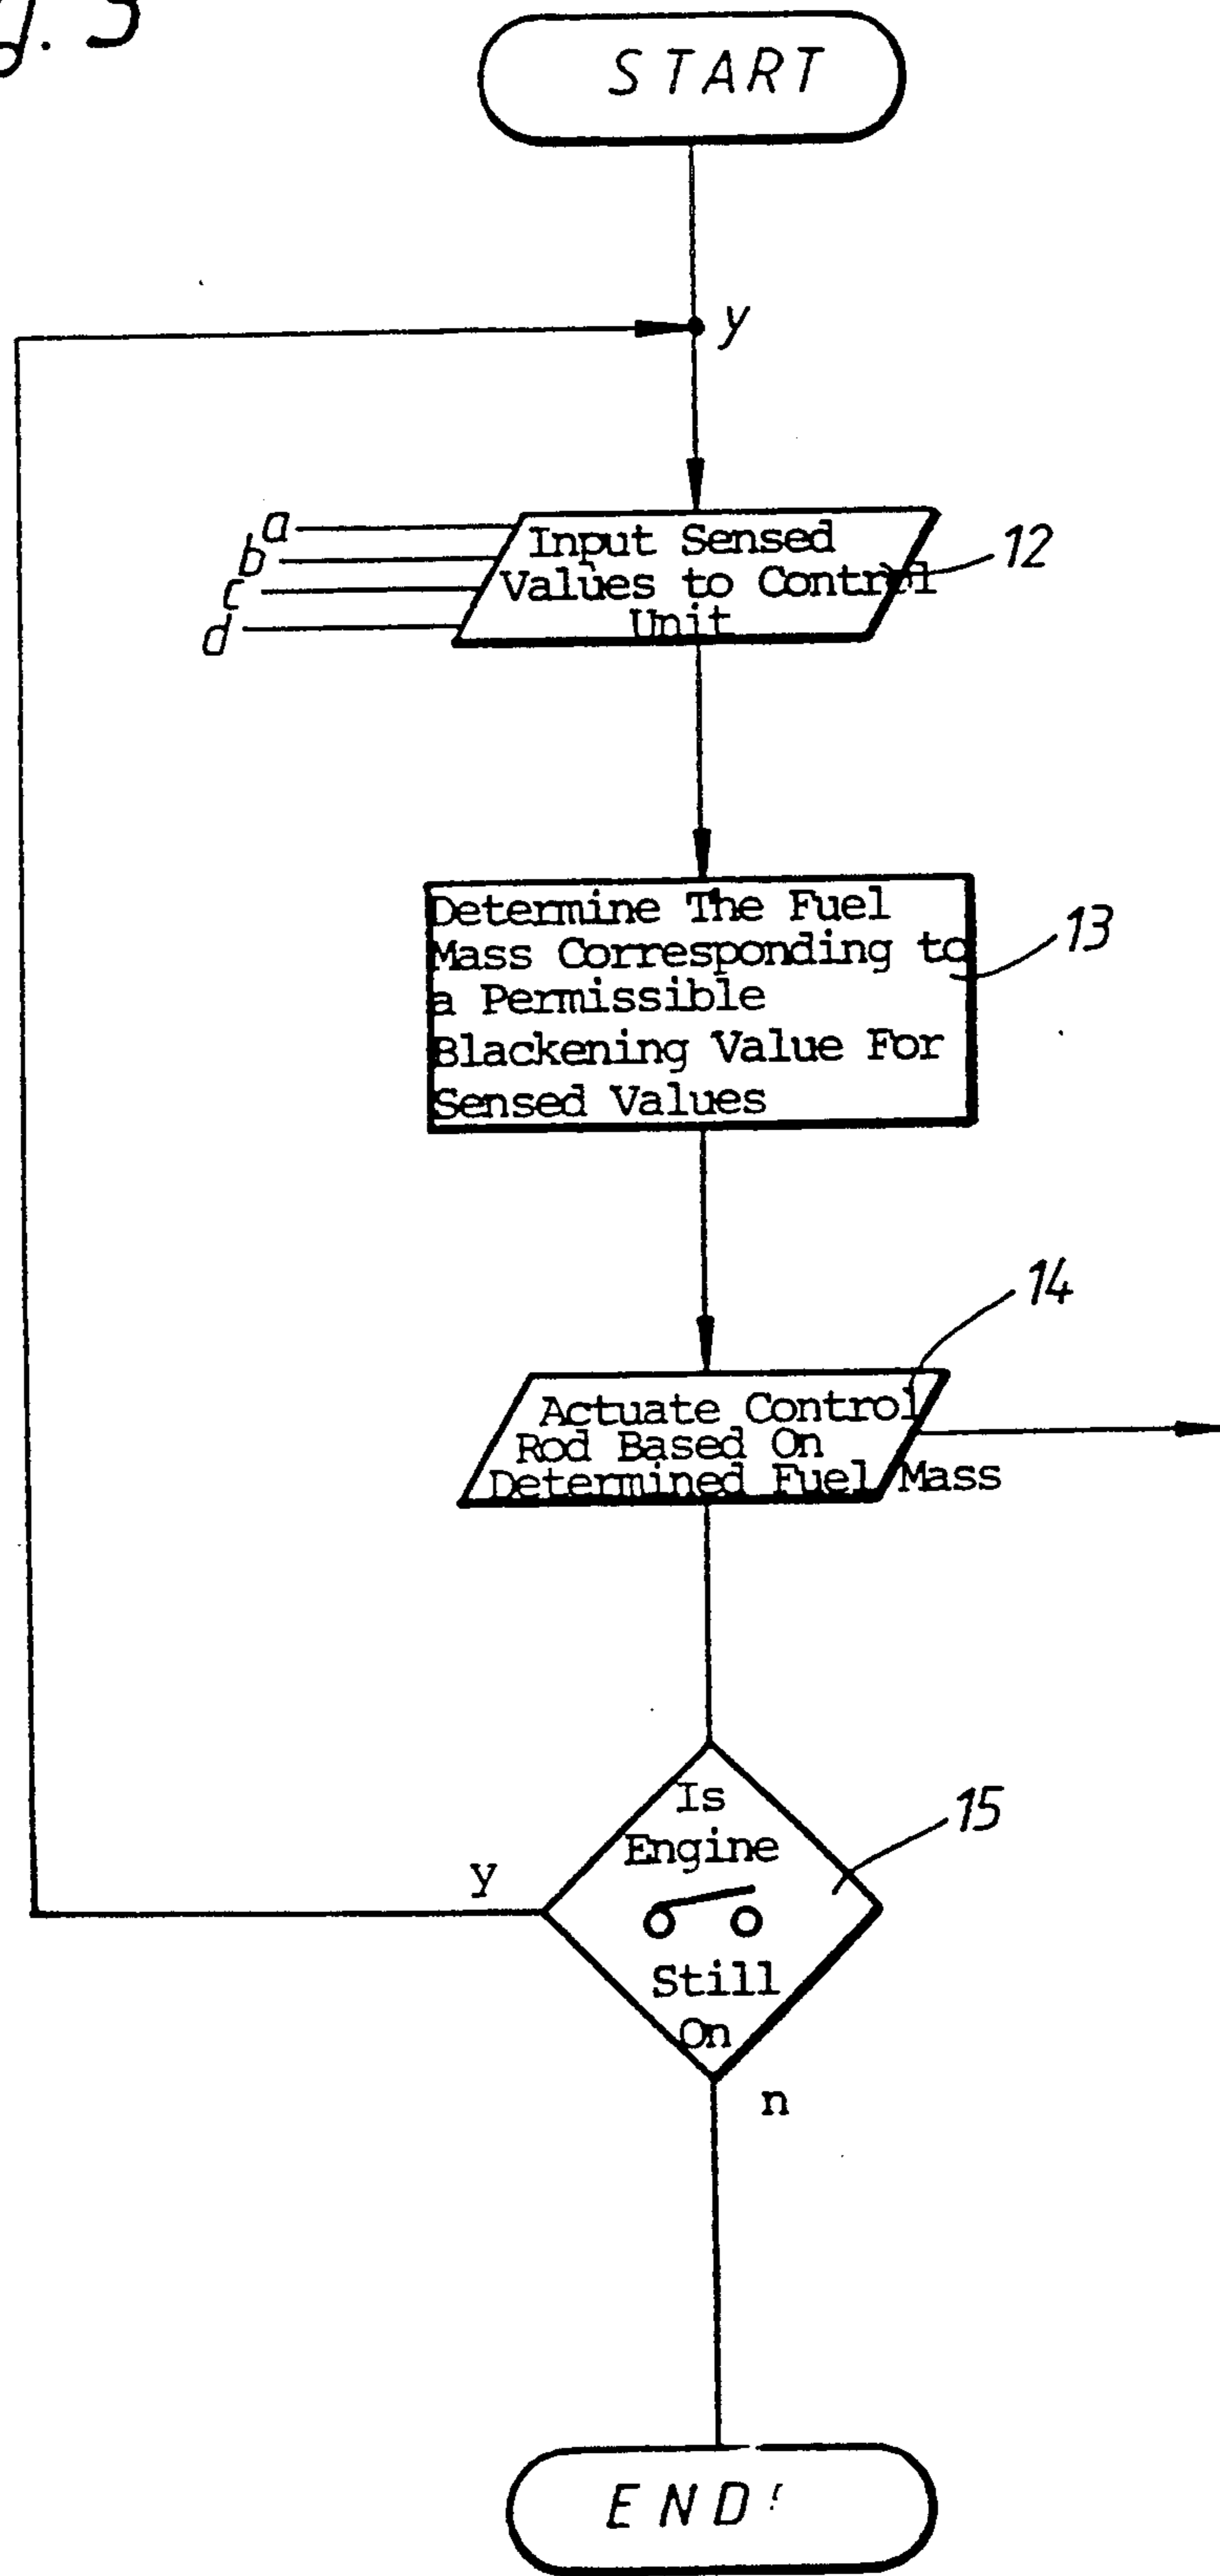 g. 3
START
y
a
b
c
d
Input Sensed
Values to Control
Unit
12
Determine The Fuel
Mass Corresponding to
a Permissible
Blackening Value For
Sensed Values
13
14
Actuate Control
Rod Based On
Determined Fuel Mass
Is
Engine
Still
On
15
y
n
END!